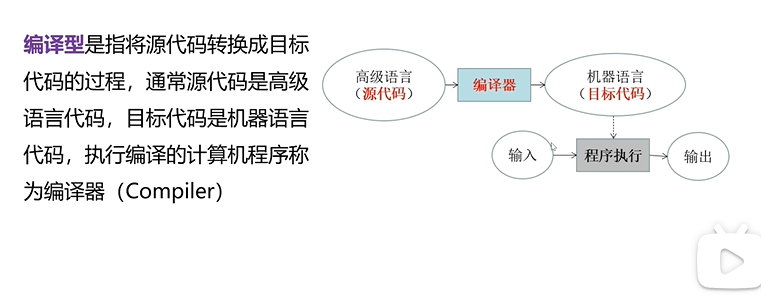 编译型是指将源代码转换成目标
代码的过程，通常源代码是高级
语言代码，目标代码是机器语言
代码，执行编译的计算机程序称
为编译器（Compiler）
高级语言
（源代码）
编译器
机器语言
（目标代码）
输入
程序执行
输出